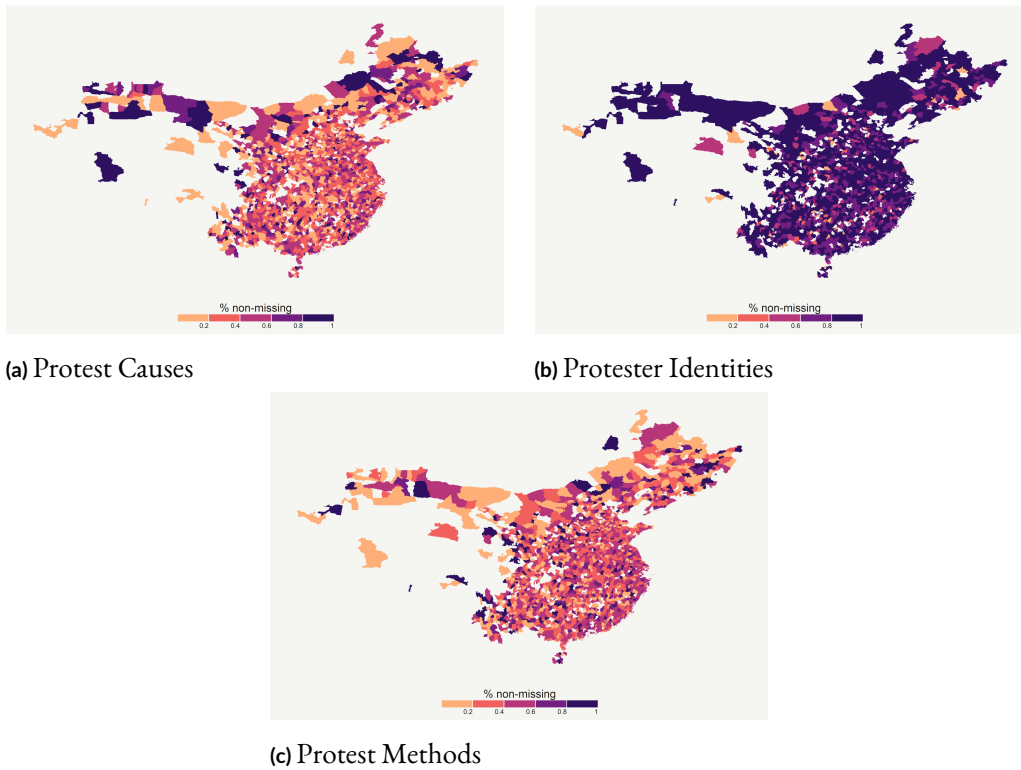 % non-missing
0.2 0.4 0.6 0.8 1
% non-missing
0.2 0.4 0.6 0.8 1
(a) Protest Causes
(b) Protester Identities
% non-missing
0.2 0.4 0.6 0.8 1
(c) Protest Methods